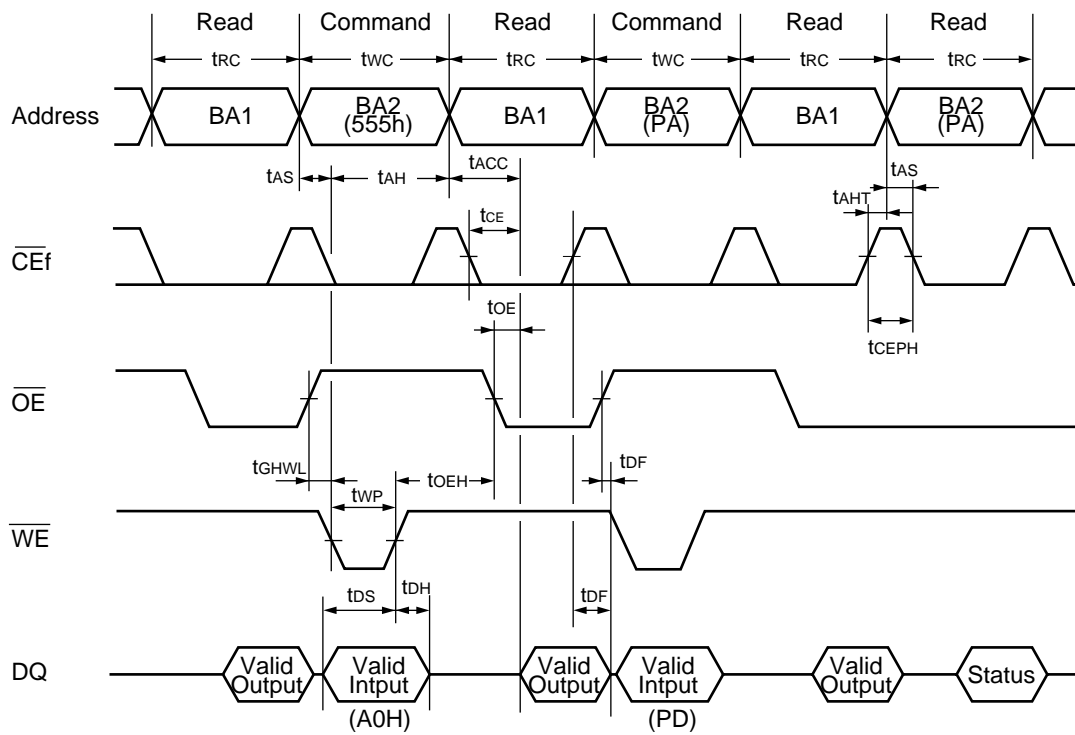 Read Command Read Command Read Read
tRC tWC tRC tWC tRC tRC
Address BA1 BA2 (555h) BA1 BA2 (PA) BA1 BA2 (PA)
tAS tAH tACC tAS
tAHT
tCE
CEf
tOE
tCEPH
OE
tGHWL tWP tOEH tDF
WE
tDS tDH tDF
DQ Valid Output Valid Intput Valid Output Valid Intput Valid Output Status
(A0H) (PD)